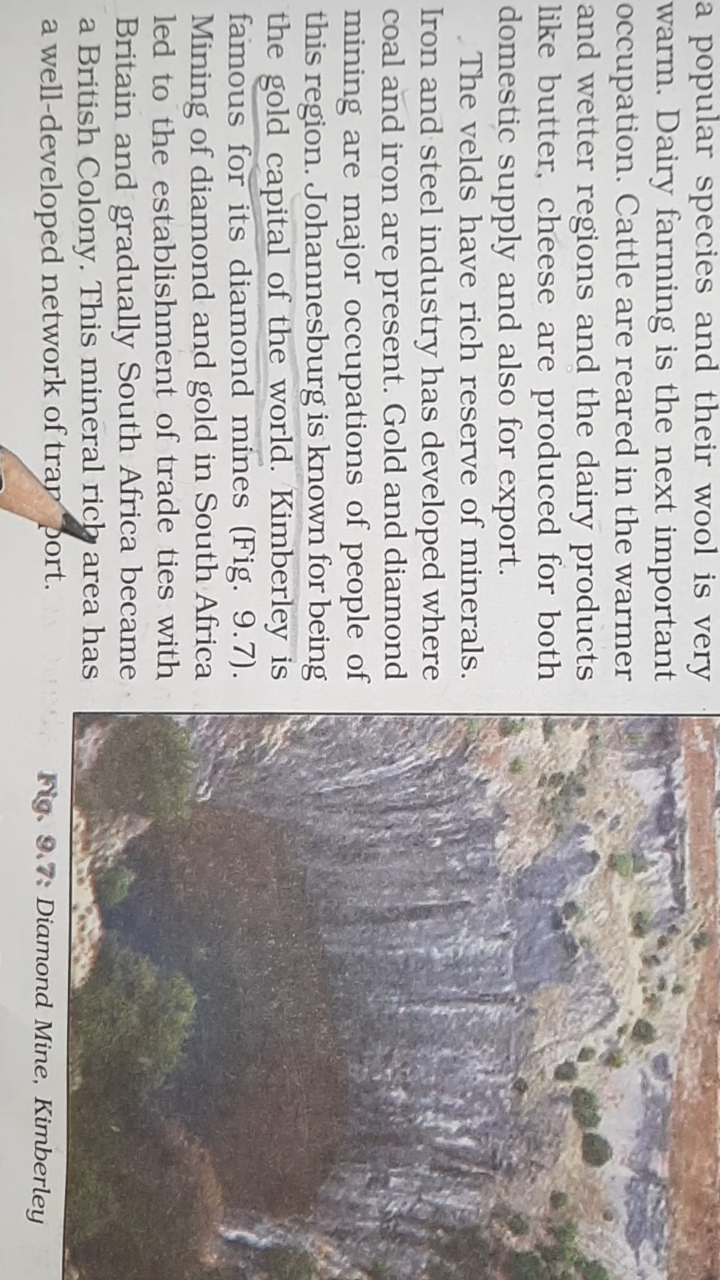 a popular species and their wool is very
warm. Dairy farming is the next important
occupation. Cattle are reared in the warmer
and wetter regions and the dairy products
like butter, cheese are produced for both
domestic supply and also for export.
The velds have rich reserve of minerals.
Iron and steel industry has developed where
coal and iron are present. Gold and diamond
mining are major occupations of people of
this region. Johannesburg is known for being
the gold capital of the world. Kimberley is
famous for its diamond mines (Fig. 9.7).
Mining of diamond and gold in South Africa
led to the establishment of trade ties with
Britain and gradually South Africa became
a British Colony. This mineral rich area has
a well-developed network of transport.
Fig. 9.7: Diamond Mine, Kimberley